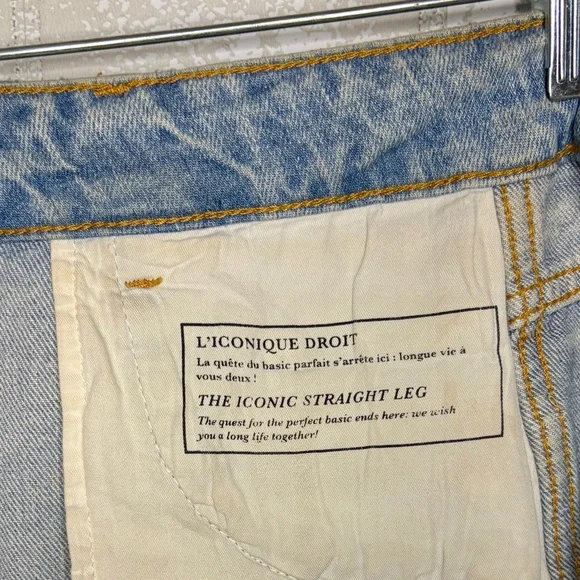 L'ICONIQUE DROIT
La quête du basic parfait s'arrête ici : longue vie à
vous deux !
THE ICONIC STRAIGHT LEG
The quest for the perfect basic ends here: we wish
you a long life together!